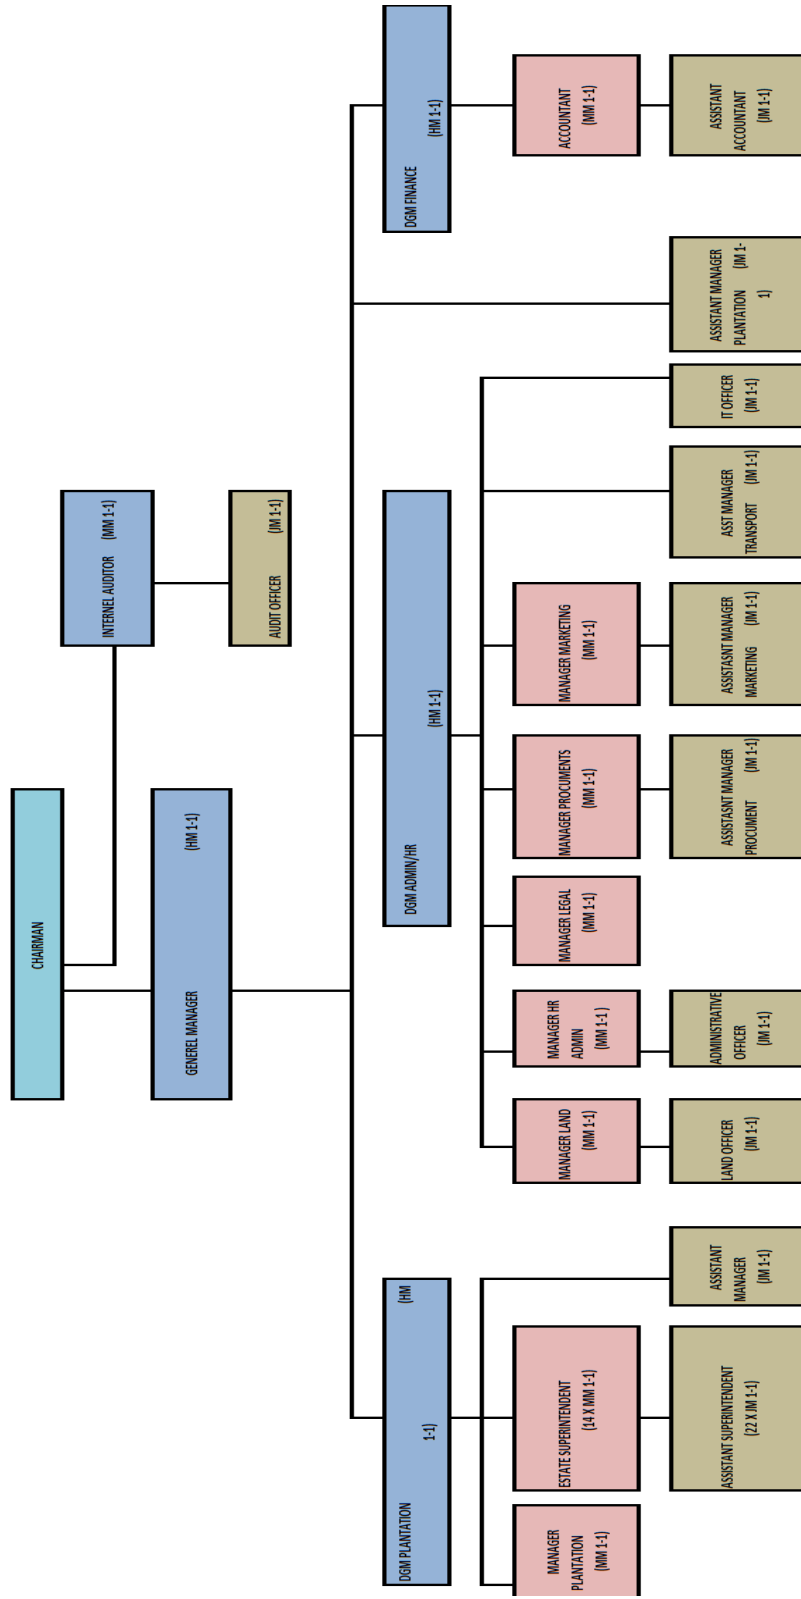 CHAIRMAN
INTERNEL AUDITOR (MM 1-1)
GENEREL MANAGER (HM 1-1)
AUDIT OFFICER (JM 1-1)
DGM PLANTATION (HM
1-1)
DGM ADMIN/HR
(HM 1-1)
DGM FINANCE
(HM 1-1)
MANAGER
PLANTATION
(MM 1-1)
ESTATE SUPERINTENDENT
(14 X MM 1-1)
MANAGER LAND
(MM 1-1)
MANAGER HR
ADMIN
(MM 1-1 )
MANAGER LEGAL
(MM 1-1)
MANAGER PROCUMENTS
(MM 1-1)
MANAGER MARKETING
(MM 1-1)
ACCOUNTANT
(MM 1-1)
ASSISTANT SUPERINTENDENT
(22 X JM 1-1)
ASSISTANT
MANAGER
(JM 1-1)
LAND OFFICER
(JM 1-1)
ADMINISTRATIVE
OFFICER
(JM 1-1)
ASSISTASNT MANAGER
PROCUMENT (JM 1-1)
ASSISTASNT MANAGER
MARKETING (JM 1-1)
ASST MANAGER
TRANSPORT (JM 1-1)
IT OFFICER
(JM 1-1)
ASSISTANT MANAGER
PLANTATION (JM 1-
1)
ASSISTANT
ACCOUNTANT
(JM 1-1)